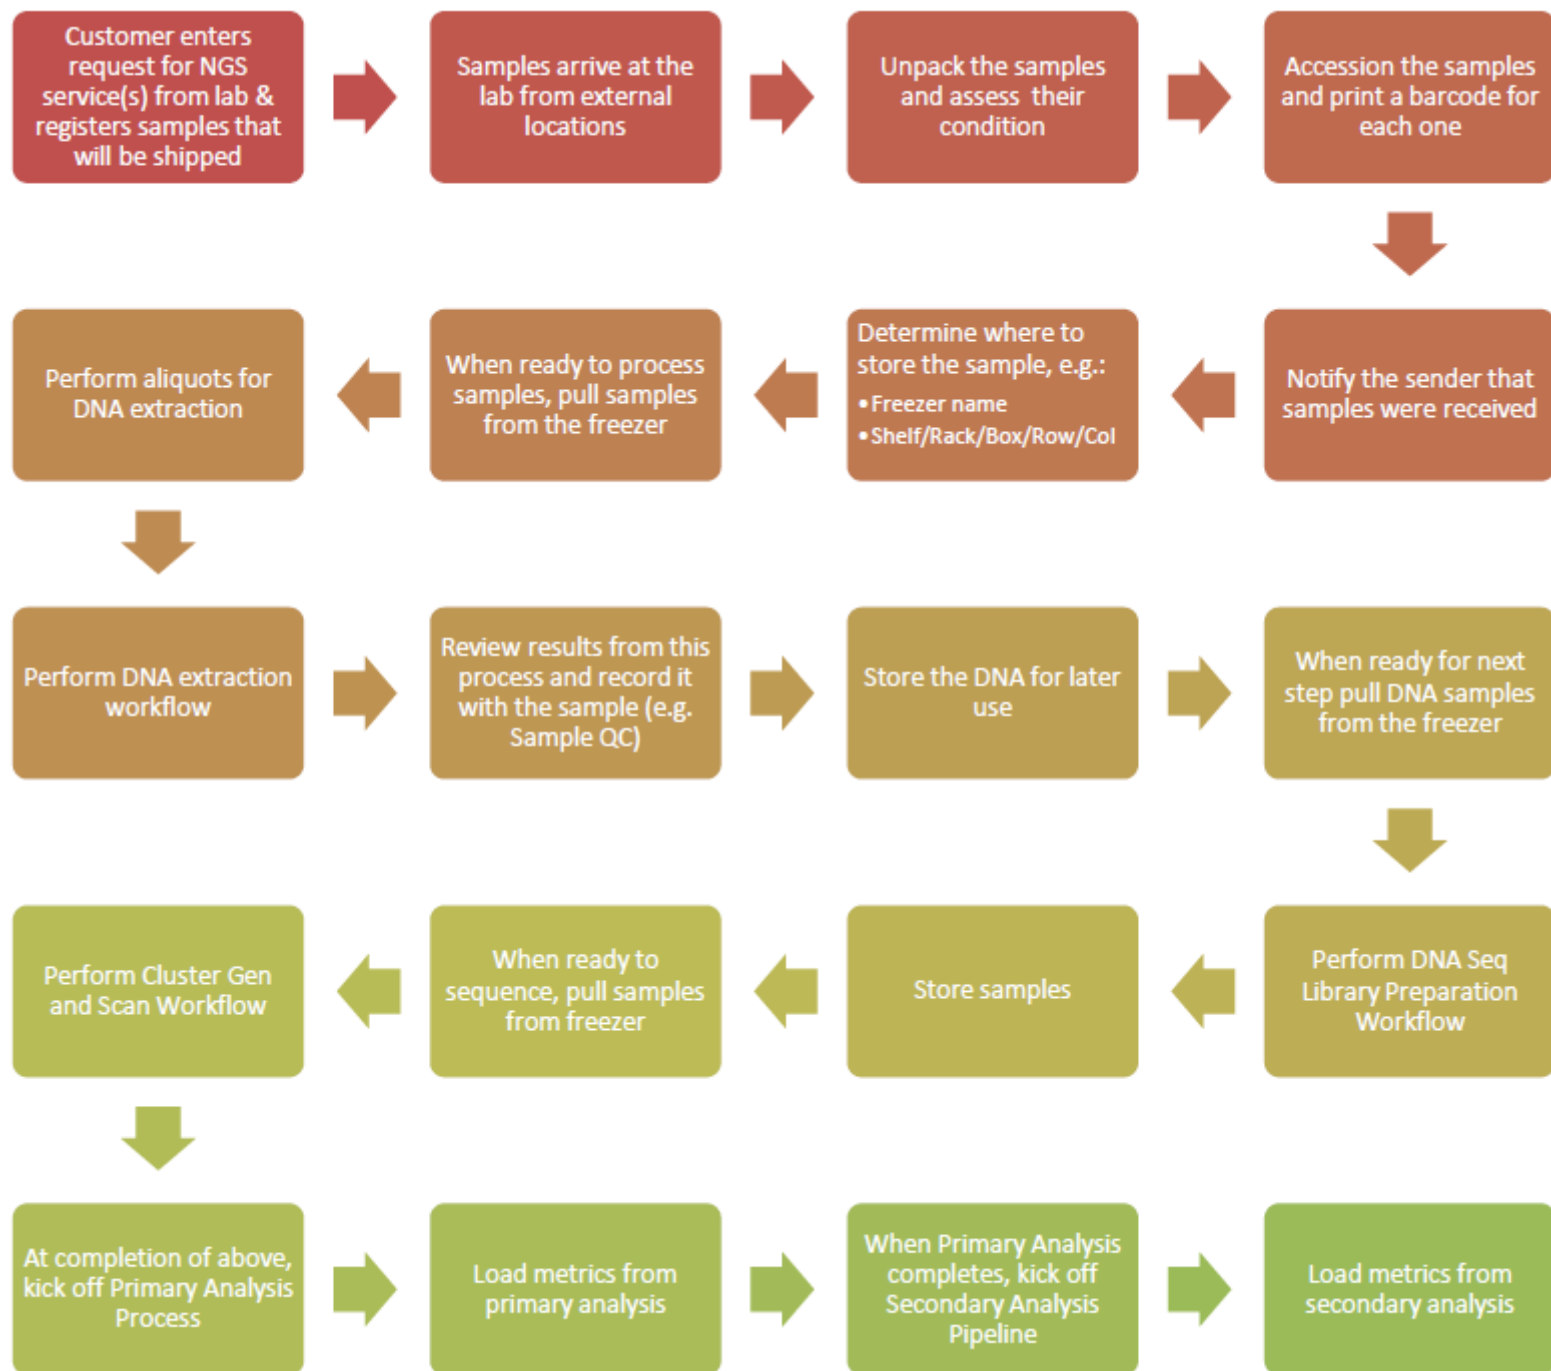 Customer enters
request for NGS
service(s) from lab &
registers samples that
will be shipped
Samples arrive at the
lab from external
locations
Unpack the samples
and assess  their
condition
Accession the samples
and print a barcode for
each one
Notify the sender that
samples were received
Determine where to
store the sample, e.g.:
•Freezer name
•Shelf/Rack/Box/Row/Col
When ready to process
samples, pull samples
from the freezer
Perform aliquots for
DNA extraction
Perform DNA extraction
workflow
Review results from this
process and record it
with the sample (e.g.
Sample QC)
Store the DNA for later
use
When ready for next
step pull DNA samples
from the freezer
Perform DNA Seq
Library Preparation
Workflow
Store samples
When ready to
sequence, pull samples
from freezer
Perform Cluster Gen
and Scan Workflow
At completion of above,
kick off Primary Analysis
Process
Load metrics from
primary analysis
When Primary Analysis
completes, kick off
Secondary Analysis
Pipeline
Load metrics from
secondary analysis